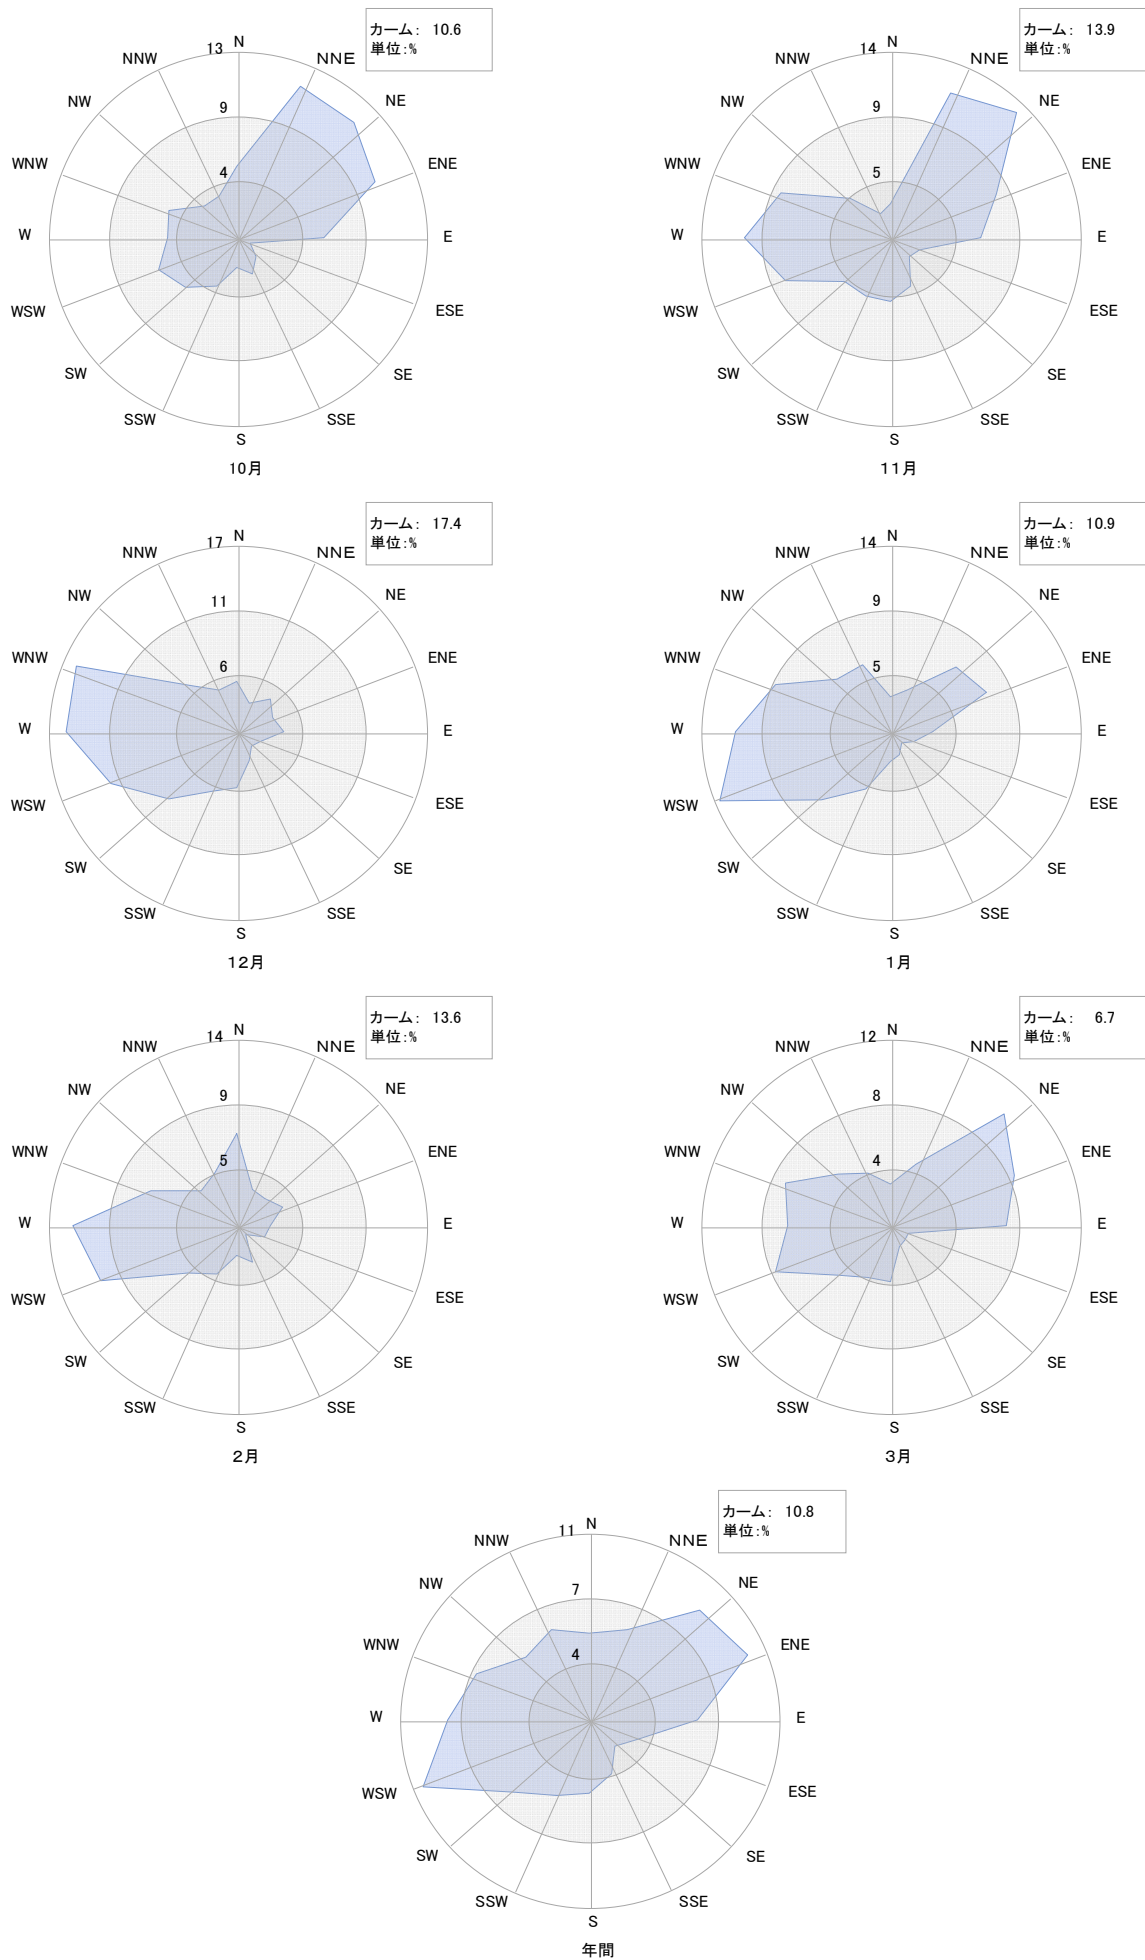 カーム： 10.6
単位：%
13
N
NNE
NE
ENE
E
ESE
SE
SSE
S
SSW
SW
WSW
W
WNW
NW
NNW
9
4
10月
カーム： 13.9
単位：%
14
N
NNE
NE
ENE
E
ESE
SE
SSE
S
SSW
SW
WSW
W
WNW
NW
NNW
9
5
11月
カーム： 17.4
単位：%
17
N
NNE
NE
ENE
E
ESE
SE
SSE
S
SSW
SW
WSW
W
WNW
NW
NNW
11
6
12月
カーム： 10.9
単位：%
14
N
NNE
NE
ENE
E
ESE
SE
SSE
S
SSW
SW
WSW
W
WNW
NW
NNW
9
5
1月
カーム： 13.6
単位：%
14
N
NNE
NE
ENE
E
ESE
SE
SSE
S
SSW
SW
WSW
W
WNW
NW
NNW
9
5
2月
カーム： 6.7
単位：%
12
N
NNE
NE
ENE
E
ESE
SE
SSE
S
SSW
SW
WSW
W
WNW
NW
NNW
8
4
3月
カーム： 10.8
単位：%
11
N
NNE
NE
ENE
E
ESE
SE
SSE
S
SSW
SW
WSW
W
WNW
NW
NNW
7
4
年間